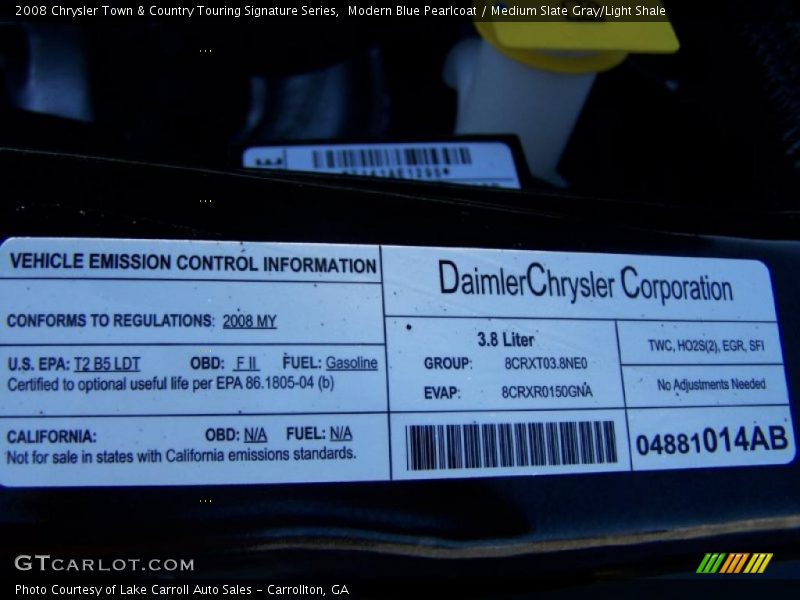 2008 Chrysler Town & Country Touring Signature Series, Modern Blue Pearlcoat / Medium Slate Gray/Light Shale
VEHICLE EMISSION CONTROL INFORMATION
CONFORMS TO REGULATIONS: 2008 MY
U.S. EPA: T2 B5 LDT OBD: F II FUEL: Gasoline
Certified to optional useful life per EPA 86.1805-04 (b)
CALIFORNIA: OBD: N/A FUEL: N/A
Not for sale in states with California emissions standards.
DaimlerChrysler Corporation
3.8 Liter
GROUP: 8CRXT03.8NE0
EVAP: 8CRXR0150GNA
TWC, HO2S(2), EGR, SFI
No Adjustments Needed
04881014AB
GTCARLOT.COM
Photo Courtesy of Lake Carroll Auto Sales - Carrollton, GA